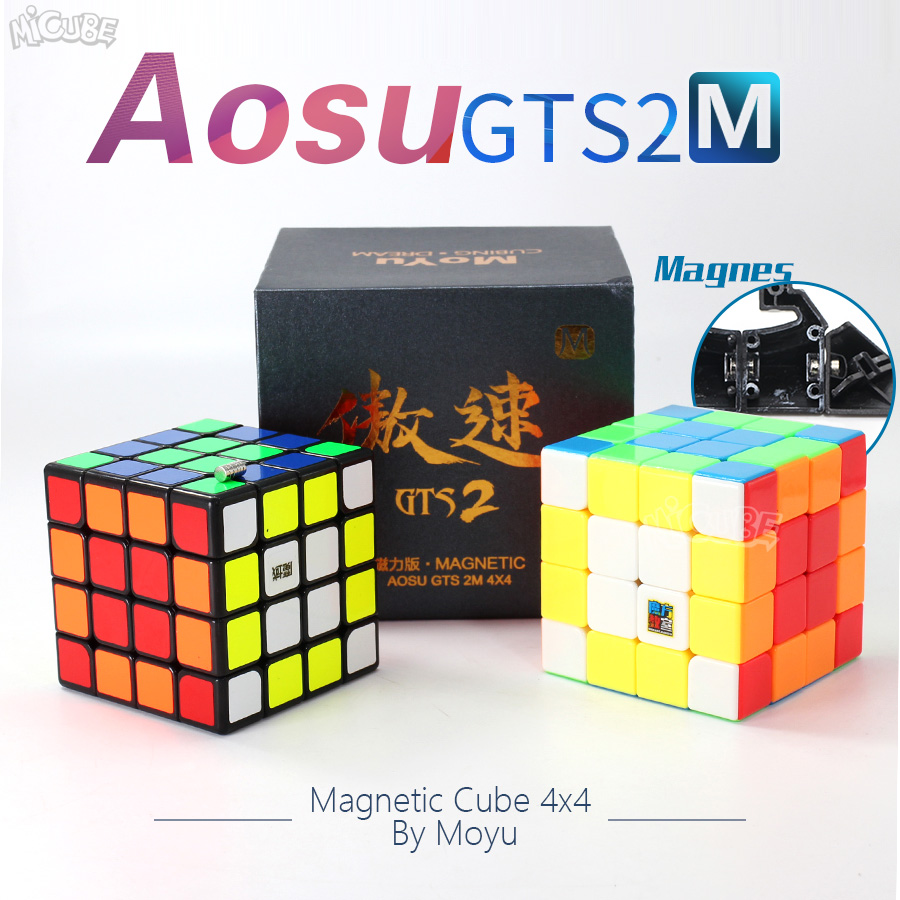 MiCUBE
Aosu GTS2 M
MoYu
CUBING • DREAM
Magnes
M
傲速
GTS2
磁力版 · MAGNETIC
AOSU GTS 2M 4X4
MiCUBE
Magnetic Cube 4x4
By Moyu